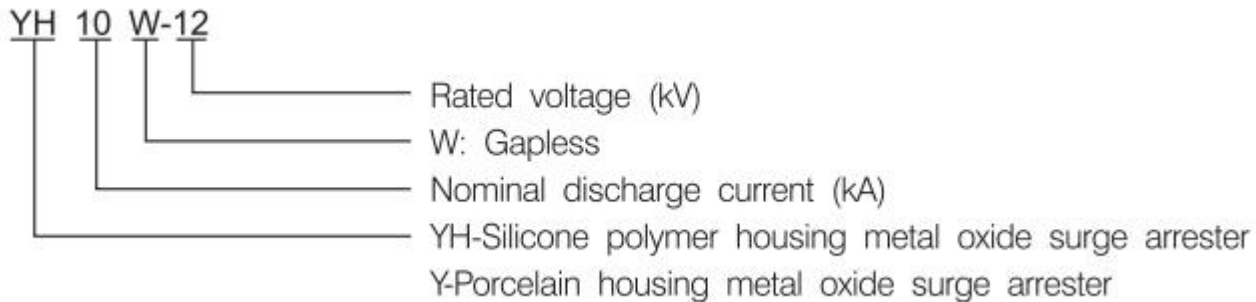 YH 10 W-12
Rated voltage (kV)
W: Gapless
Nominal discharge current (kA)
YH-Silicone polymer housing metal oxide surge arrester
Y-Porcelain housing metal oxide surge arrester